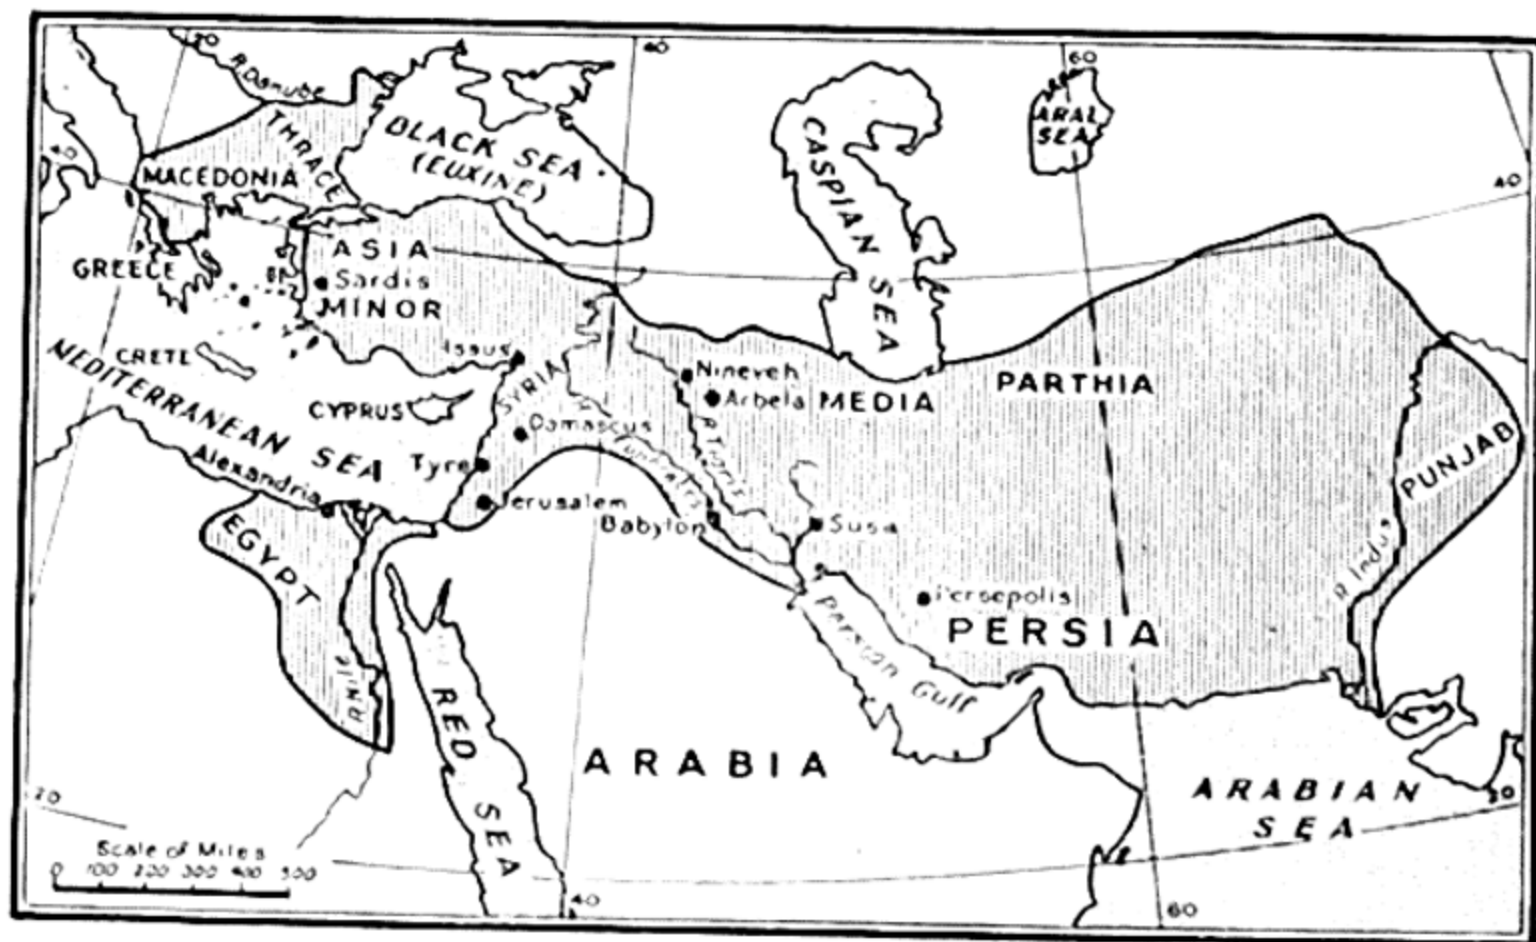 20
R. Danube
40
60
ARAL
SEA
THRACE
BLACK SEA
(EUXINE)
CASPIAN SEA
40
MACEDONIA
40
GREECE
ASIA
Sardis
MINOR
CRETE
Issus
SYRIA
Nineveh
Arbela
MEDIA
PARTHIA
CYPRUS
MEDITERRANEAN SEA
Damascus
R. Tigris
Euphrates
Tyre
Alexandria
Jerusalem
Babylon
Susa
PUNJAB
R. Indus
EGYPT
Persepolis
PERSIA
Persian Gulf
Nile
RED SEA
ARABIA
ARABIAN
SEA
20
20
Scale of Miles
0 100 200 300 400 500
40
60